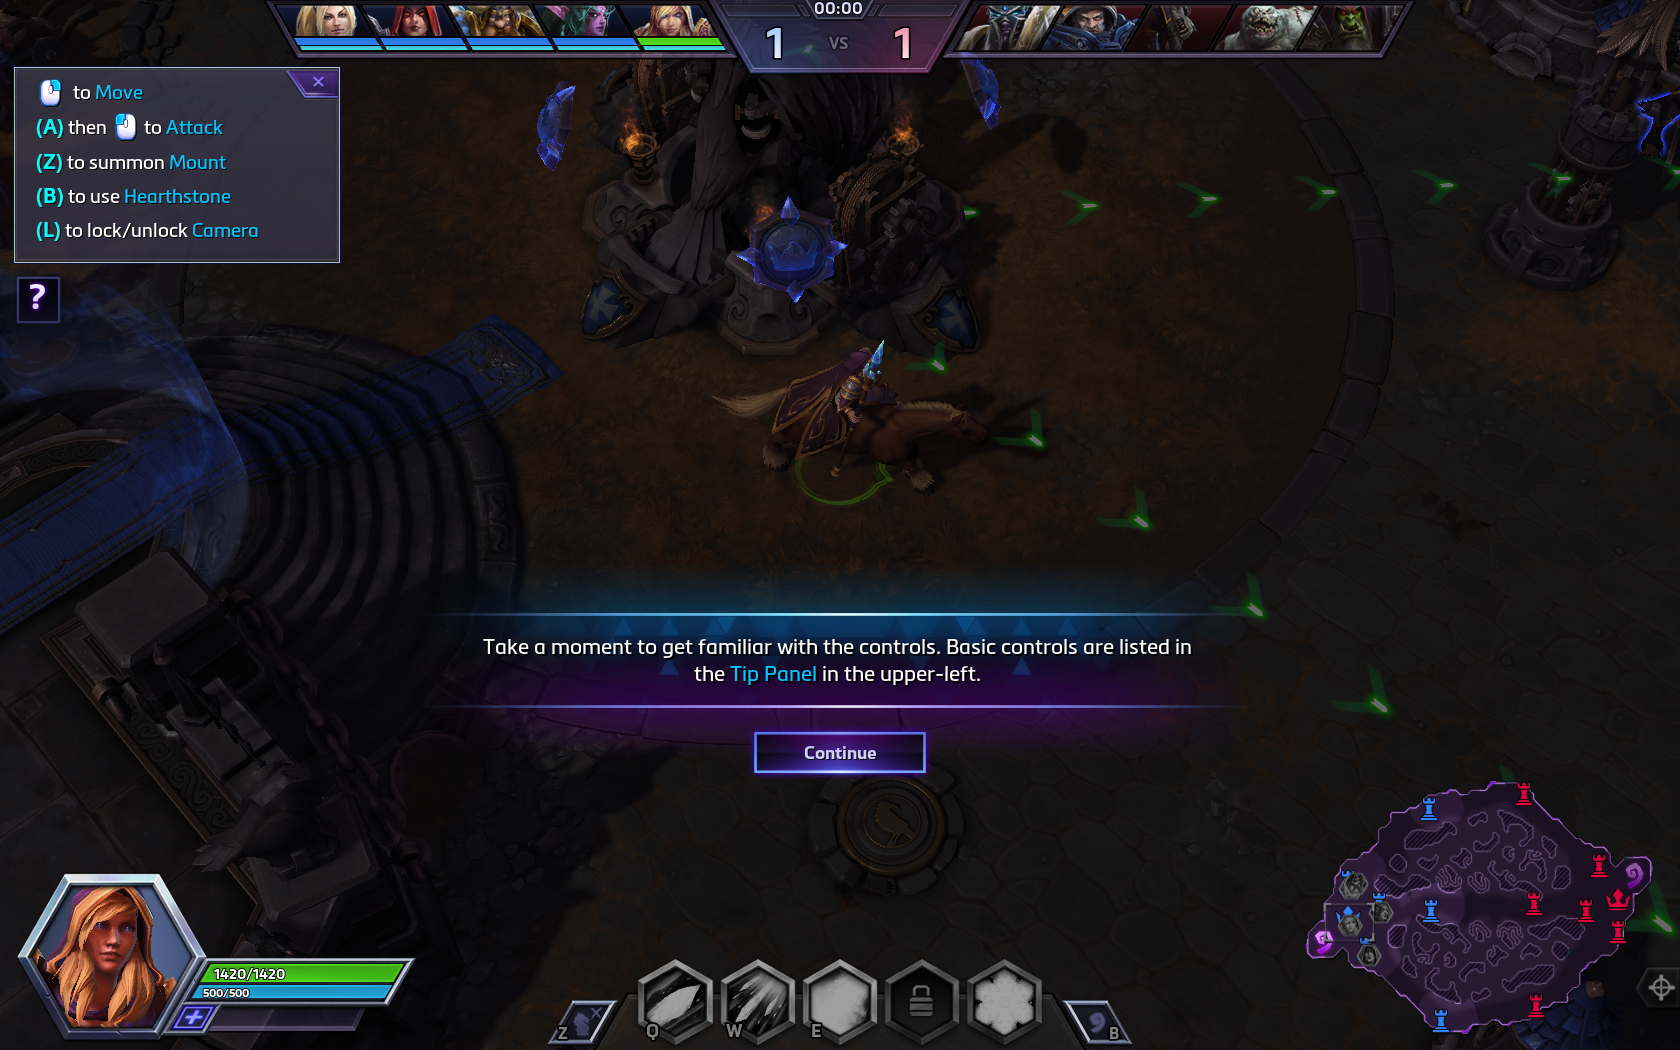 00:00
1 VS 1
to Move
(A) then to Attack
(Z) to summon Mount
(B) to use Hearthstone
(L) to lock/unlock Camera
?
Take a moment to get familiar with the controls. Basic controls are listed in
the Tip Panel in the upper-left.
Continue
1420/1420
500/500
Z Q W E B